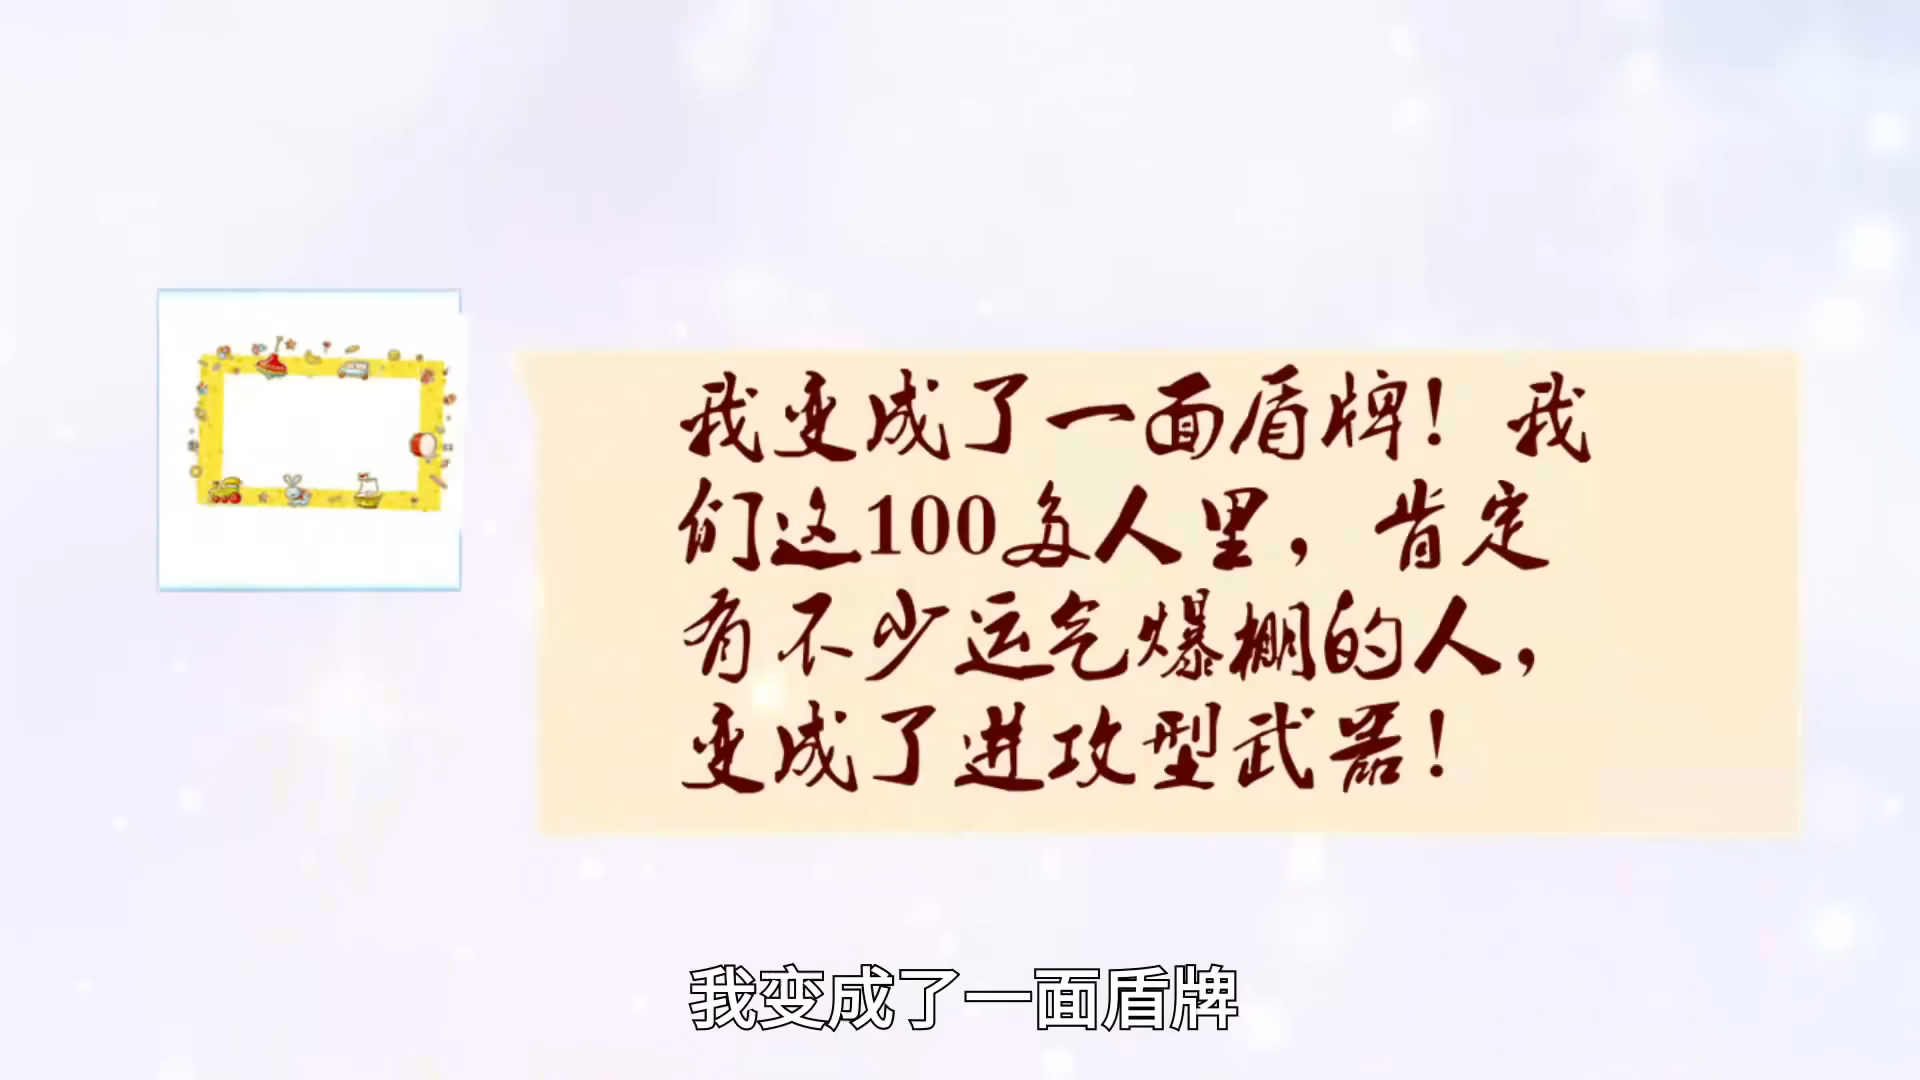 我变成了一面盾牌！我
们这100多人里，肯定
有不少运气爆棚的人，
变成了进攻型武器！
我变成了一面盾牌